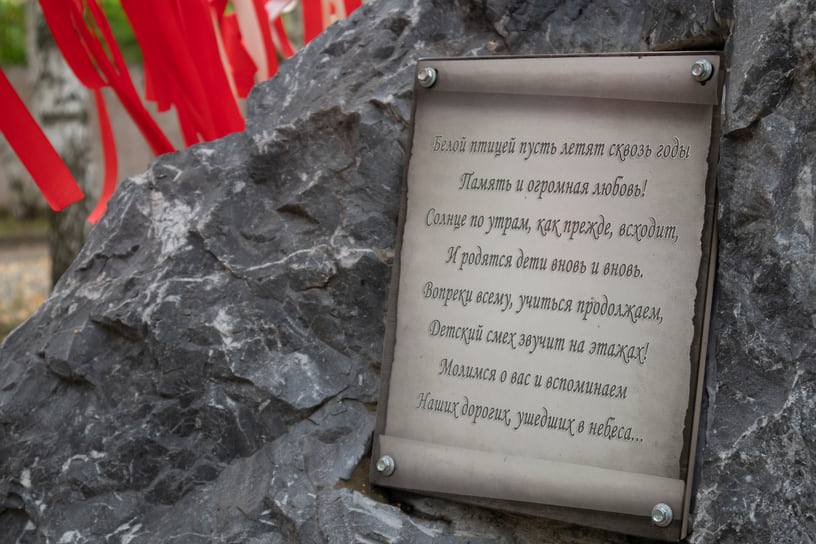 Белой птицей пусть летят сквозь годы
Память и огромная любовь!
Солнце по утрам, как прежде, всходит,
И родятся дети вновь и вновь.
Вопреки всему, учиться продолжаем,
Детский смех звучит на этажах!
Молимся о вас и вспоминаем
Наших дорогих, ушедших в небеса...